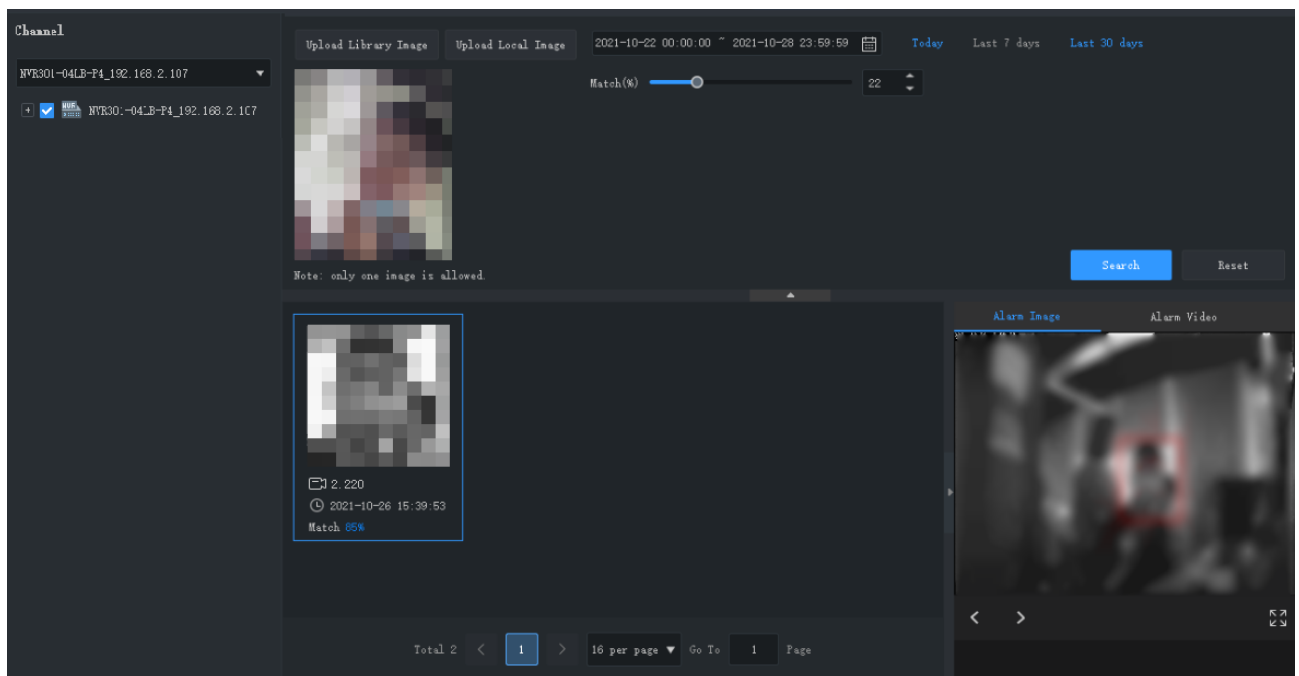 Channel
NVR301-04LB-P4_192.168.2.107
NVR301-04LB-P4_192.168.2.107
Upload Library Image
Upload Local Image
2021-10-22 00:00:00 ~ 2021-10-28 23:59:59
Today
Last 7 days
Last 30 days
Match(%)
22
Note: only one image is allowed.
Search
Reset
2.220
2021-10-26 15:39:53
Match 85%
Alarm Image
Alarm Video
Total 2
1
16 per page
Go To
1
Page